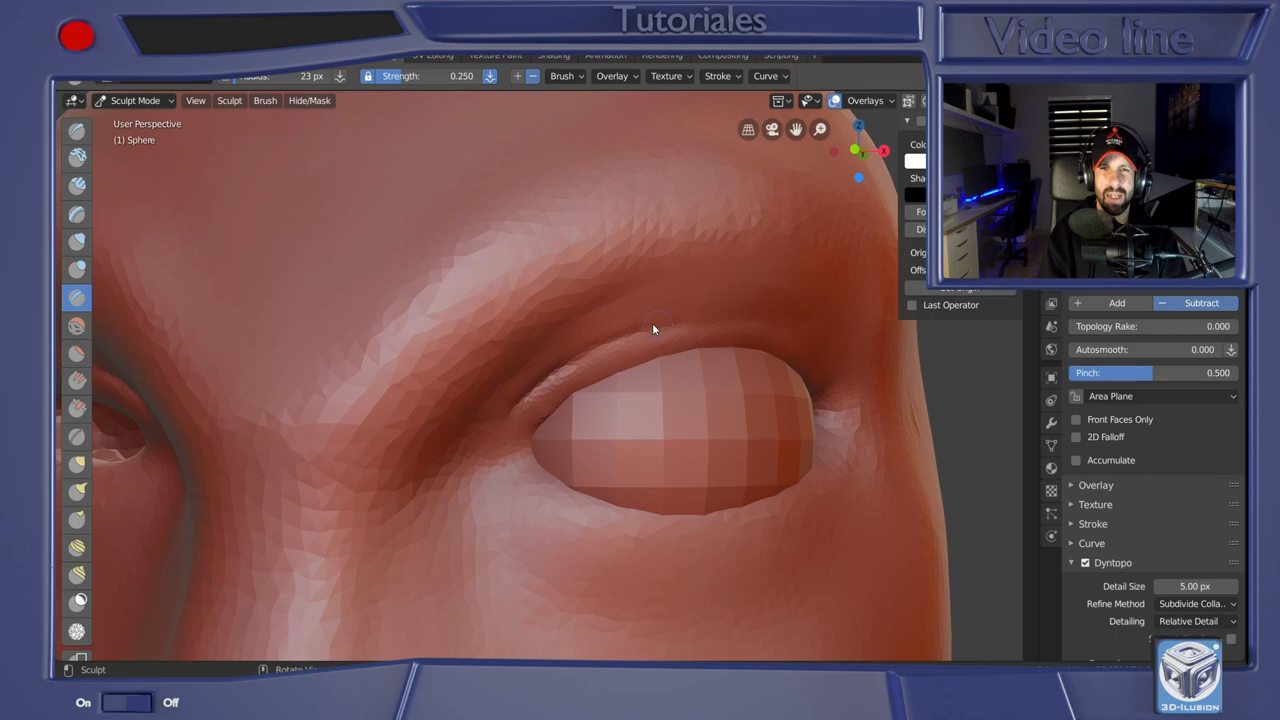 Tutoriales
Video line
Radius: 23 px
Strength: 0.250
Brush
Overlay
Texture
Stroke
Curve
Sculpt Mode
View
Sculpt
Brush
Hide/Mask
Overlays
User Perspective
(1) Sphere
Z
X
Y
Last Operator
Add
Subtract
Topology Rake: 0.000
Autosmooth: 0.000
Pinch: 0.500
Area Plane
Front Faces Only
2D Falloff
Accumulate
Overlay
Texture
Stroke
Curve
Dyntopo
Detail Size 5.00 px
Refine Method Subdivide Colla..
Detailing Relative Detail
Sculpt
On
Off
3D-ILUSION